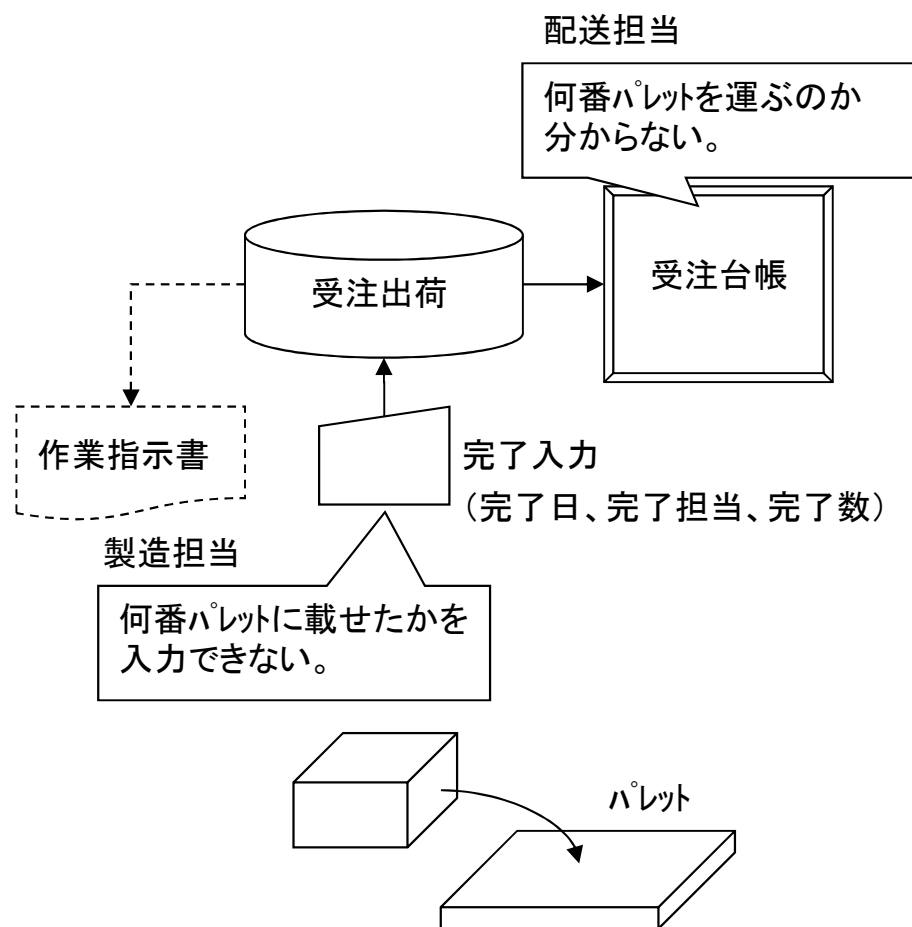 配送担当
何番ﾊﾟﾚｯﾄを運ぶのか
分からない。
受注出荷
受注台帳
作業指示書
完了入力
（完了日、完了担当、完了数）
製造担当
何番ﾊﾟﾚｯﾄに載せたかを
入力できない。
ﾊﾟﾚｯﾄ